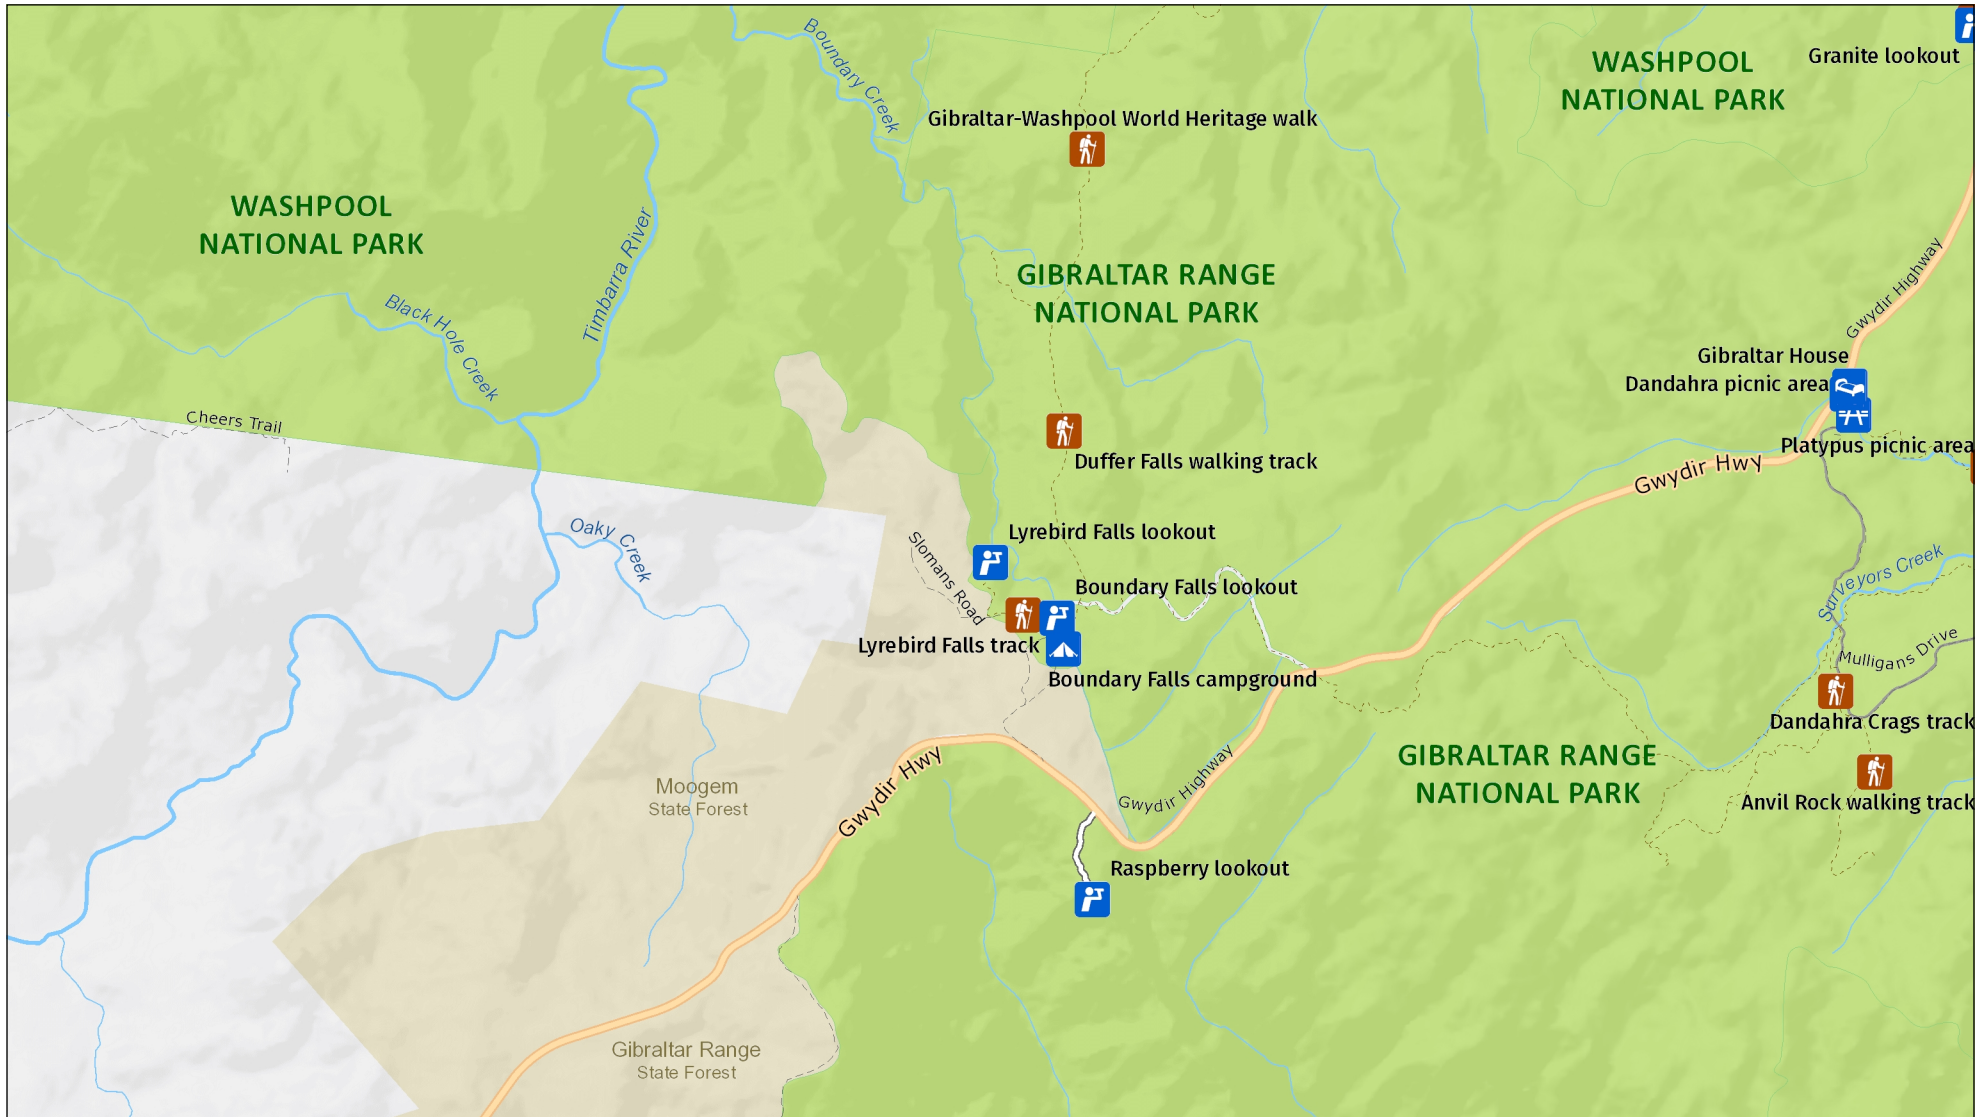 Boundary Creek
WASHPOOL
NATIONAL PARK
Granite lookout
Gibraltar-Washpool World Heritage walk
WASHPOOL
NATIONAL PARK
Timbarra River
GIBRALTAR RANGE
NATIONAL PARK
Gwydir Highway
Black Hole Creek
Gibraltar House
Dandahra picnic area
Cheers Trail
Platypus picnic area
Duffer Falls walking track
Gwydir Hwy
Oaky Creek
Slomans Road
Lyrebird Falls lookout
Surveyors Creek
Boundary Falls lookout
Lyrebird Falls track
Mulligans Drive
Boundary Falls campground
Dandahra Crags track
GIBRALTAR RANGE
NATIONAL PARK
Gwydir Hwy
Gwydir Highway
Moogem
State Forest
Anvil Rock walking track
Raspberry lookout
Gibraltar Range
State Forest